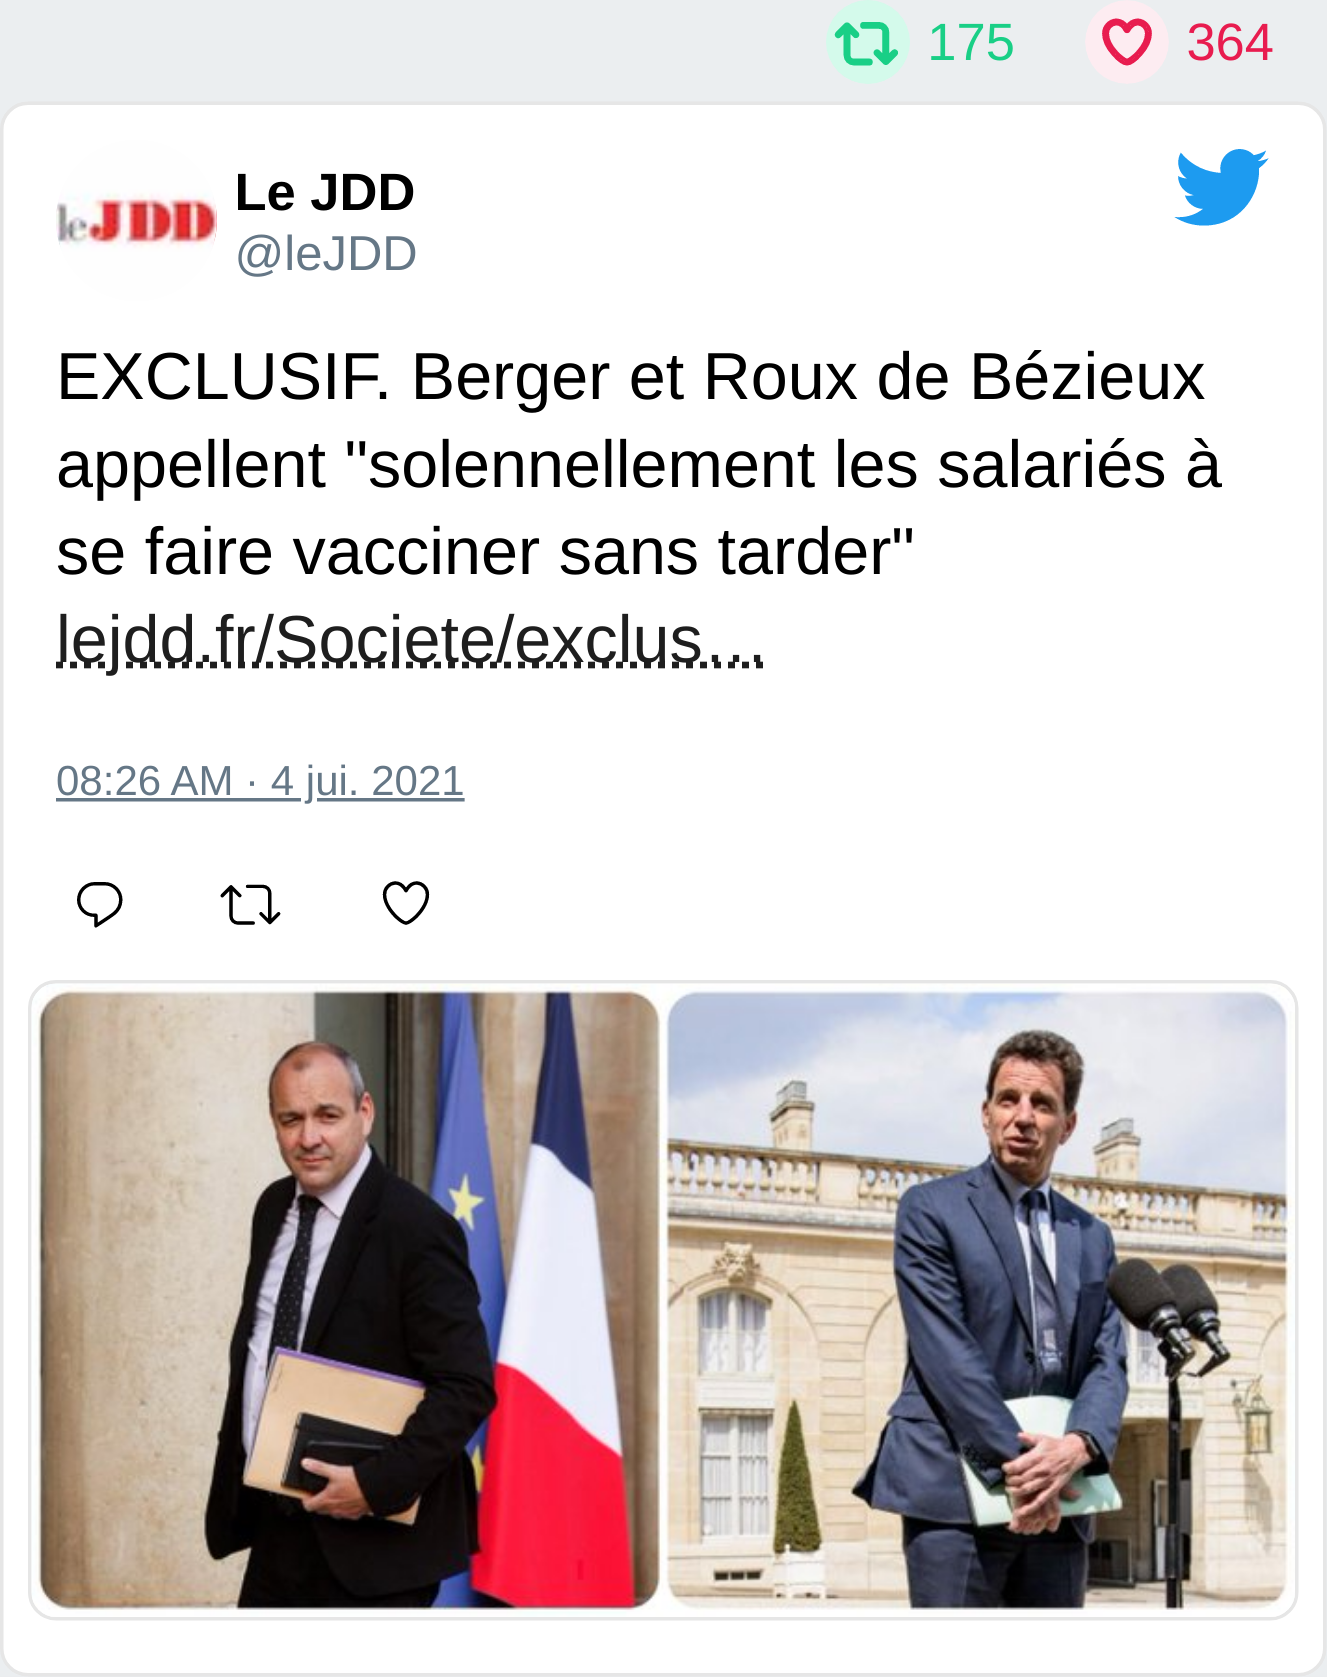 175 364
leJDD
Le JDD
@leJDD
EXCLUSIF. Berger et Roux de Bézieux
appellent "solennellement les salariés à
se faire vacciner sans tarder"
lejdd.fr/Societe/exclus…
08:26 AM · 4 jui. 2021